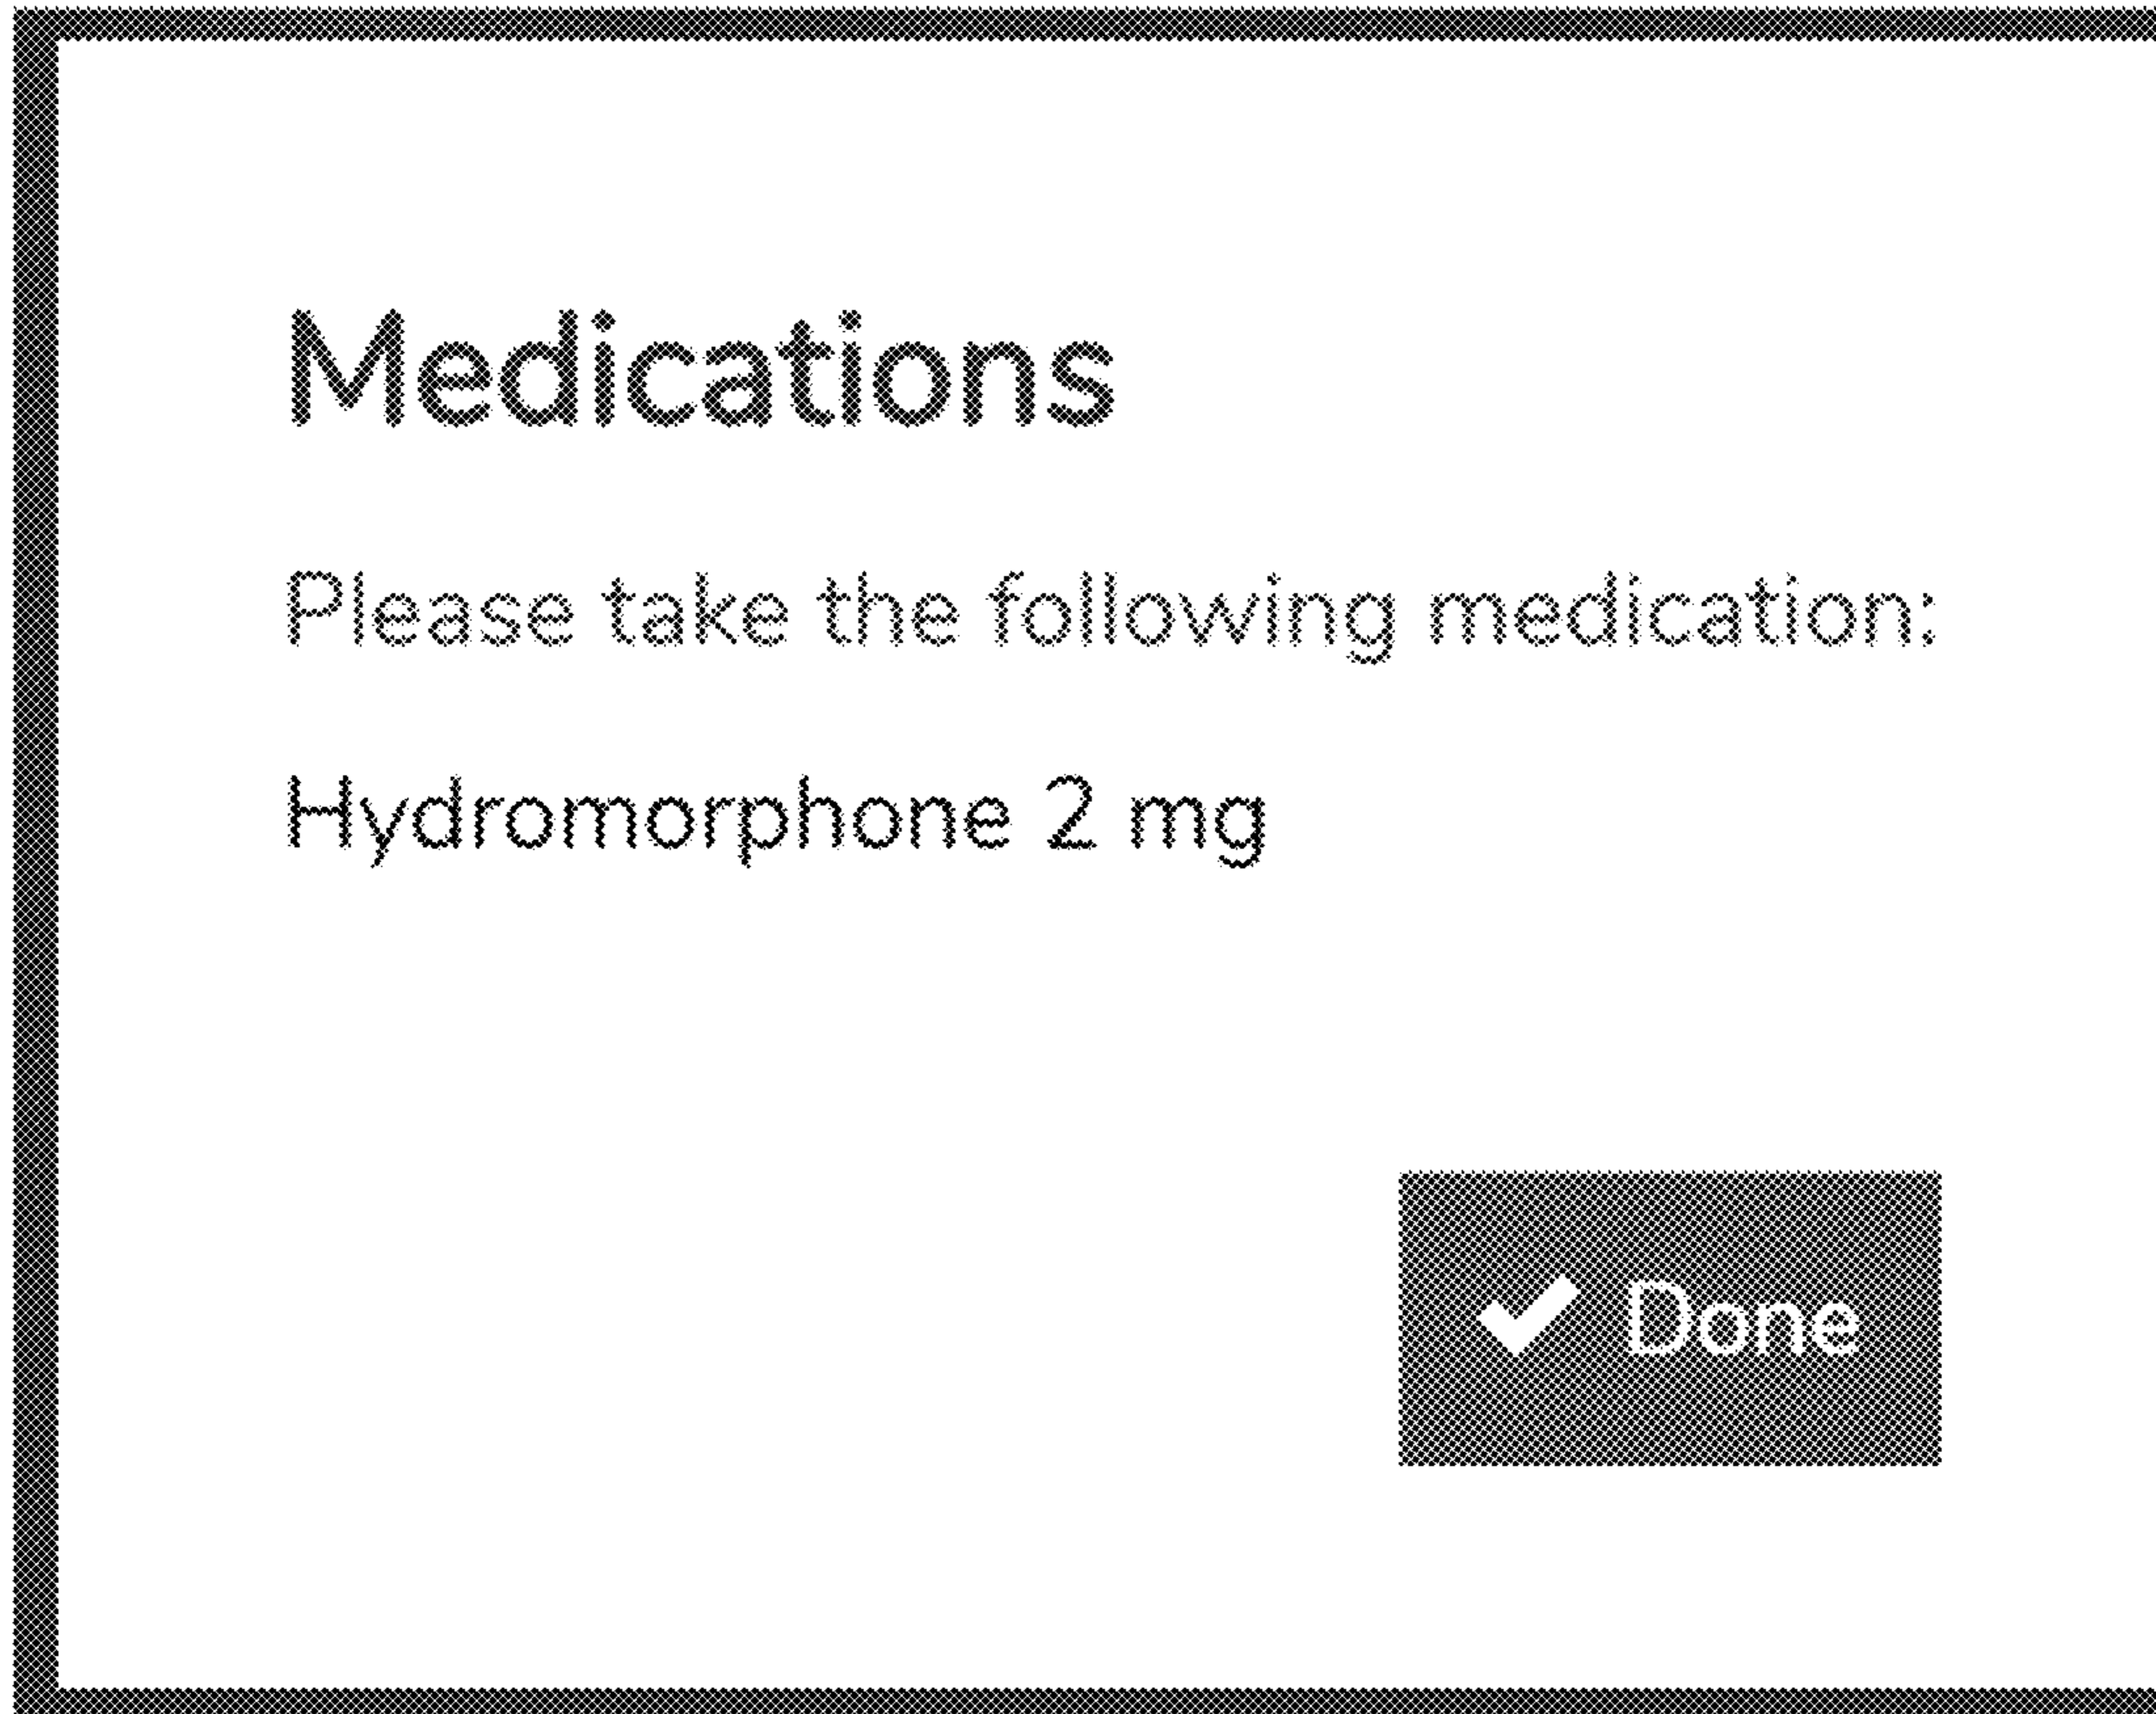 Medications
Please take the following medication:
Hydromorphone 2 mg
Done